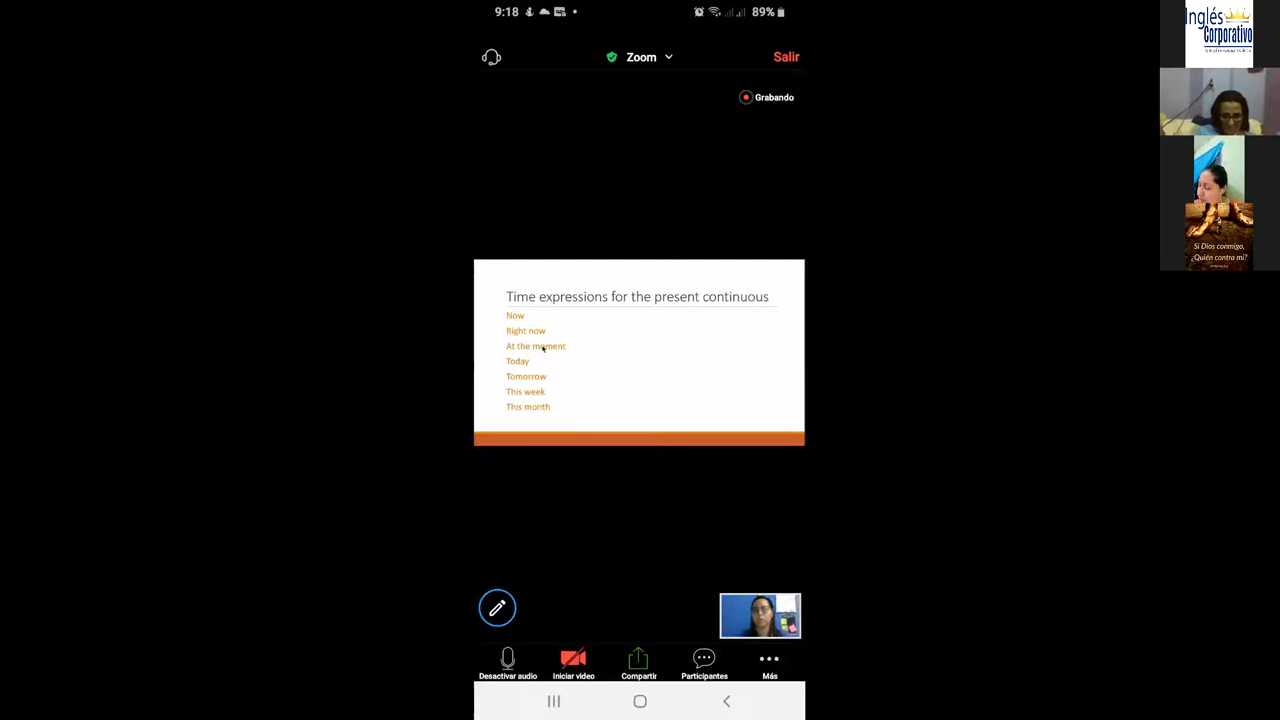 9:18
89%
Zoom
Salir
Grabando
Time expressions for the present continuous
Now
Right now
At the moment
Today
Tomorrow
This week
This month
Desactivar audio
Iniciar video
Compartir
Participantes
Más
Inglés
Corporativo
Si Dios conmigo,
¿Quién contra mi?